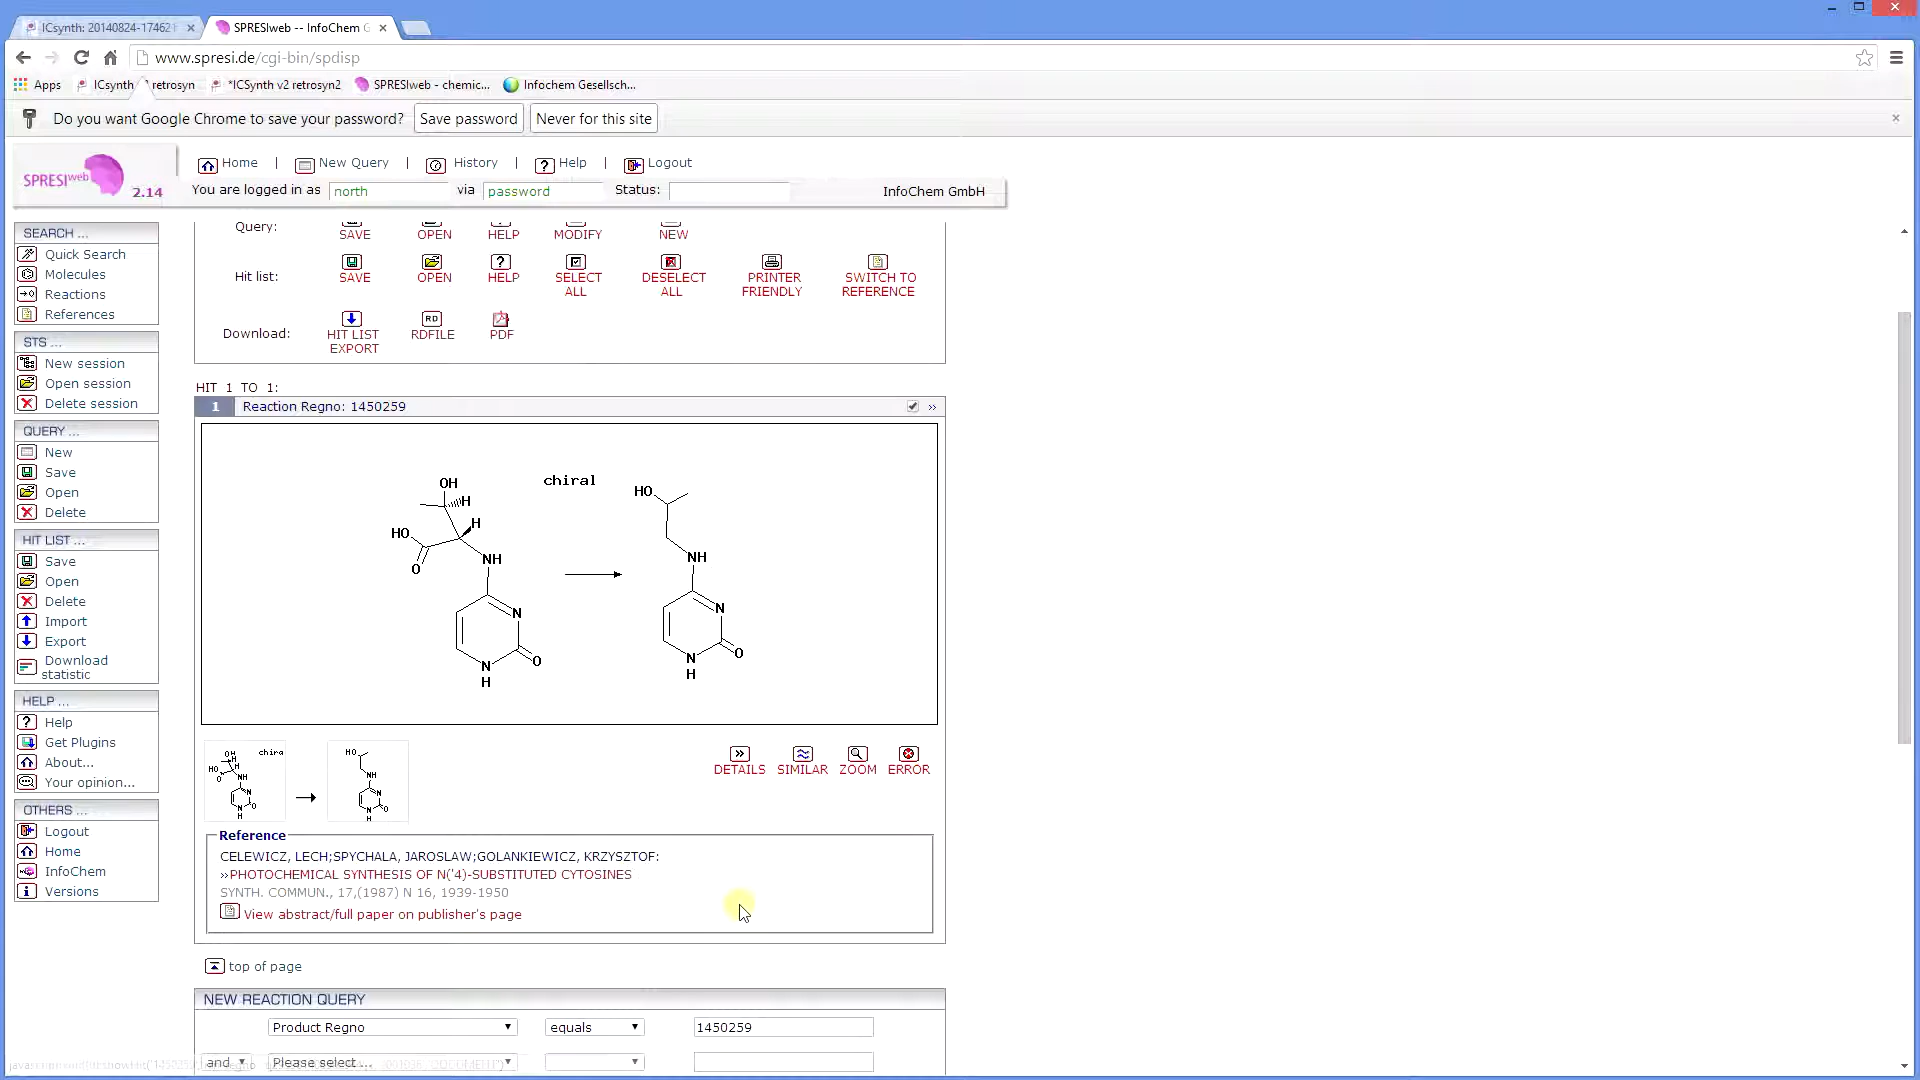 ICsynth: 20140824-17462
SPRESIweb -- InfoChem G
www.spresi.de/cgi-bin/spdisp
Apps
ICsynth
retrosyn
*ICSynth v2 retrosyn2
SPRESIweb - chemic...
Infochem Gesellsch...
Do you want Google Chrome to save your password?
Save password
Never for this site
SPRESIweb
2.14
Home | New Query | History | Help | Logout
You are logged in as north via password Status:
InfoChem GmbH
SEARCH ...
Quick Search
Molecules
Reactions
References
STS ...
New session
Open session
Delete session
QUERY ...
New
Save
Open
Delete
HIT LIST ...
Save
Open
Delete
Import
Export
Download
statistic
HELP ...
Help
Get Plugins
About...
Your opinion...
OTHERS ...
Logout
Home
InfoChem
Versions
Query: SAVE OPEN HELP MODIFY NEW
Hit list: SAVE OPEN HELP SELECT ALL DESELECT ALL PRINTER FRIENDLY SWITCH TO REFERENCE
Download: HIT LIST EXPORT RDFILE PDF
HIT 1 TO 1:
1 Reaction Regno: 1450259 »
OH
H
H
HO
O
NH
N
O
N
H
chiral
HO
NH
N
O
N
H
DETAILS SIMILAR ZOOM ERROR
Reference
CELEWICZ, LECH;SPYCHALA, JAROSLAW;GOLANKIEWICZ, KRZYSZTOF:
»PHOTOCHEMICAL SYNTHESIS OF N('4)-SUBSTITUTED CYTOSINES
SYNTH. COMMUN., 17,(1987) N 16, 1939-1950
View abstract/full paper on publisher's page
top of page
NEW REACTION QUERY
Product Regno equals 1450259
and Please select...